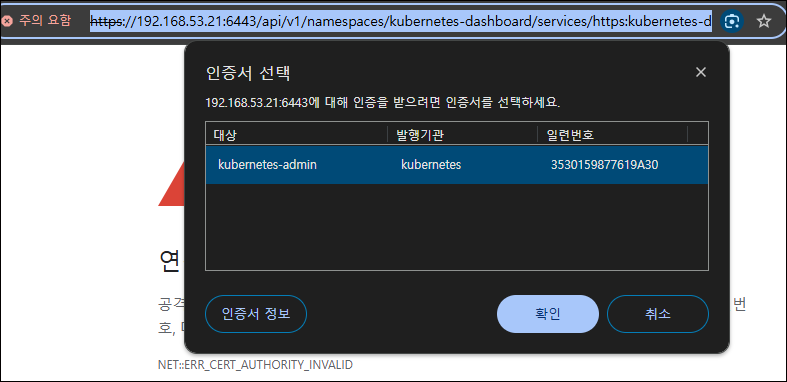 주의 요함 https://192.168.53.21:6443/api/v1/namespaces/kubernetes-dashboard/services/https:kubernetes-d
인증서 선택
192.168.53.21:6443에 대해 인증을 받으려면 인증서를 선택하세요.
대상 발행기관 일련번호
kubernetes-admin kubernetes 3530159877619A30
인증서 정보 확인 취소
연
공격 번
호,
NET::ERR_CERT_AUTHORITY_INVALID